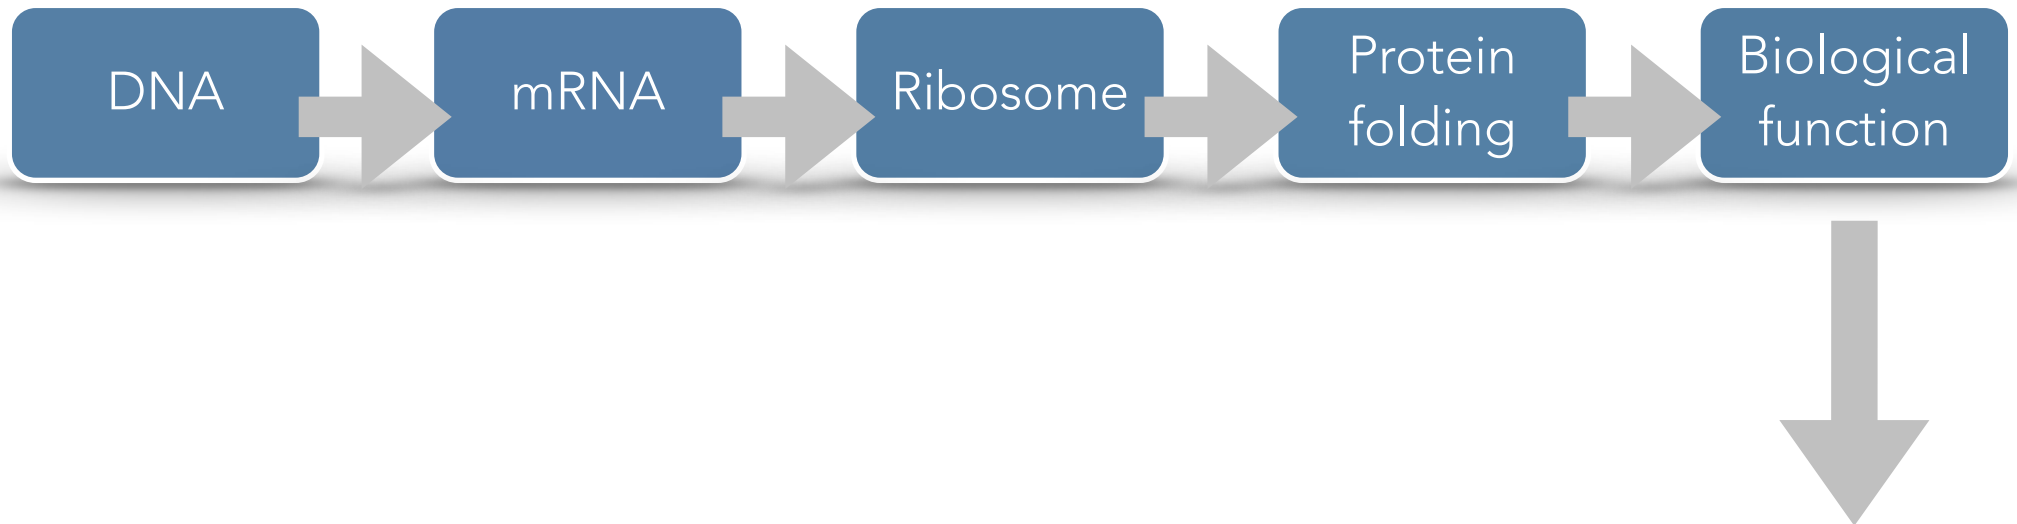 DNA
mRNA
Ribosome
Protein
folding
Biological
function